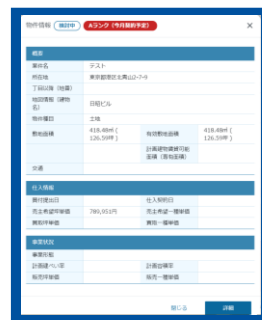 物件情報 検討中 Aランク（今月契約予定） ×
概要
案件名 テスト
所在地 東京都港区北青山2-7-9
丁目以降（地番）
地図情報（建物名） 日昭ビル
物件種目 土地
敷地面積 418.48㎡ ( 126.59坪 ) 有効敷地面積 418.48㎡ ( 126.59坪 )
計画建物賃貸可能面積（専有面積）
交通
仕入情報
買付提出日 仕入契約日
売主希望坪単価 789,951円 売主希望一種単価
買取坪単価 買取一種単価
事業状況
事業形態
計画建ぺい率 計画容積率
販売坪単価 販売一種単価
閉じる 詳細